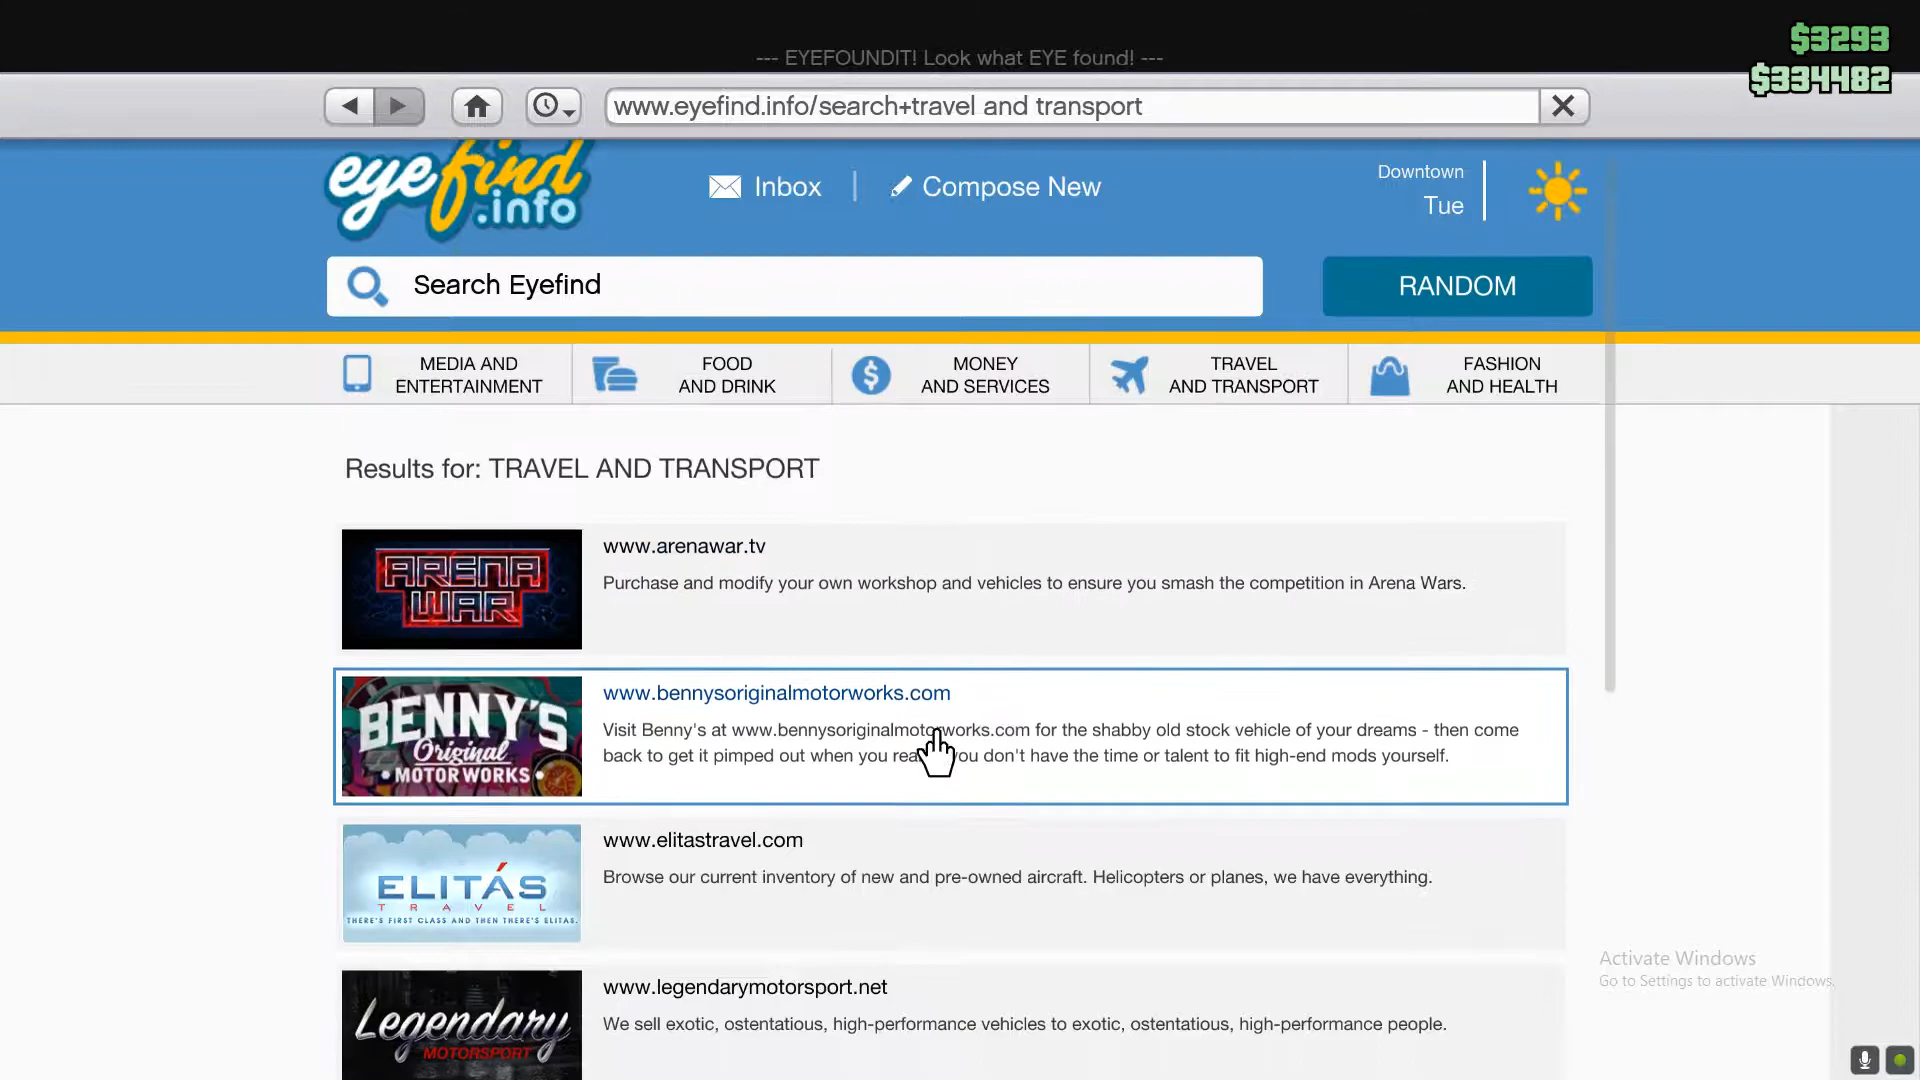 $3293
--- EYEFOUNDIT! Look what EYE found! ---
$334482
www.eyefind.info/search+travel and transport
eyefind
.info
Inbox
Compose New
Downtown
Tue
Search Eyefind
RANDOM
MEDIA AND
ENTERTAINMENT
FOOD
AND DRINK
MONEY
AND SERVICES
TRAVEL
AND TRANSPORT
FASHION
AND HEALTH
Results for: TRAVEL AND TRANSPORT
ARENA
WAR
www.arenawar.tv
Purchase and modify your own workshop and vehicles to ensure you smash the competition in Arena Wars.
BENNY'S
Original
MOTOR WORKS
www.bennysoriginalmotorworks.com
Visit Benny's at www.bennysoriginalmotorworks.com for the shabby old stock vehicle of your dreams - then come
back to get it pimped out when you you don't have the time or talent to fit high-end mods yourself.
ELITÁS
TRAVEL
THERE'S FIRST CLASS AND THEN THERE'S ELITAS.
www.elitastravel.com
Browse our current inventory of new and pre-owned aircraft. Helicopters or planes, we have everything.
Legendary
MOTORSPORT
www.legendarymotorsport.net
We sell exotic, ostentatious, high-performance vehicles to exotic, ostentatious, high-performance people.
Activate Windows
Go to Settings to activate Windows.